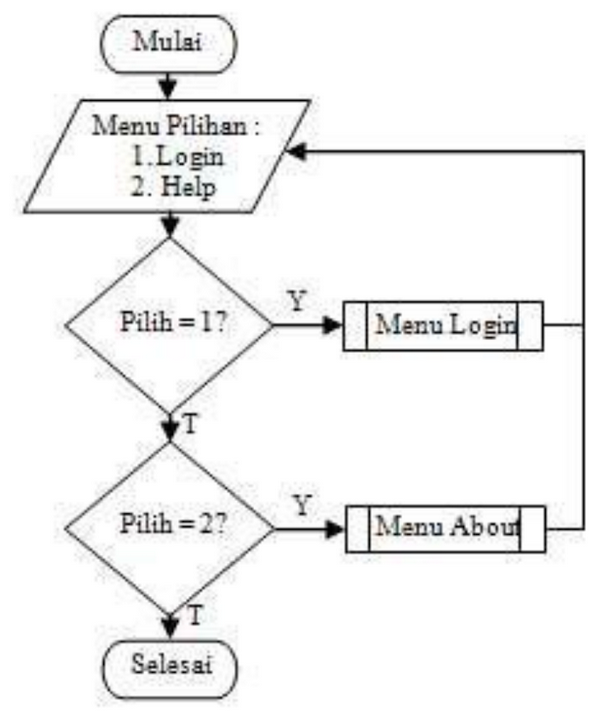 Mulai
Menu Pilihan :
1.Login
2. Help
Pilih = 1?
Y
Menu Login
T
Pilih = 2?
Y
Menu About
T
Selesai